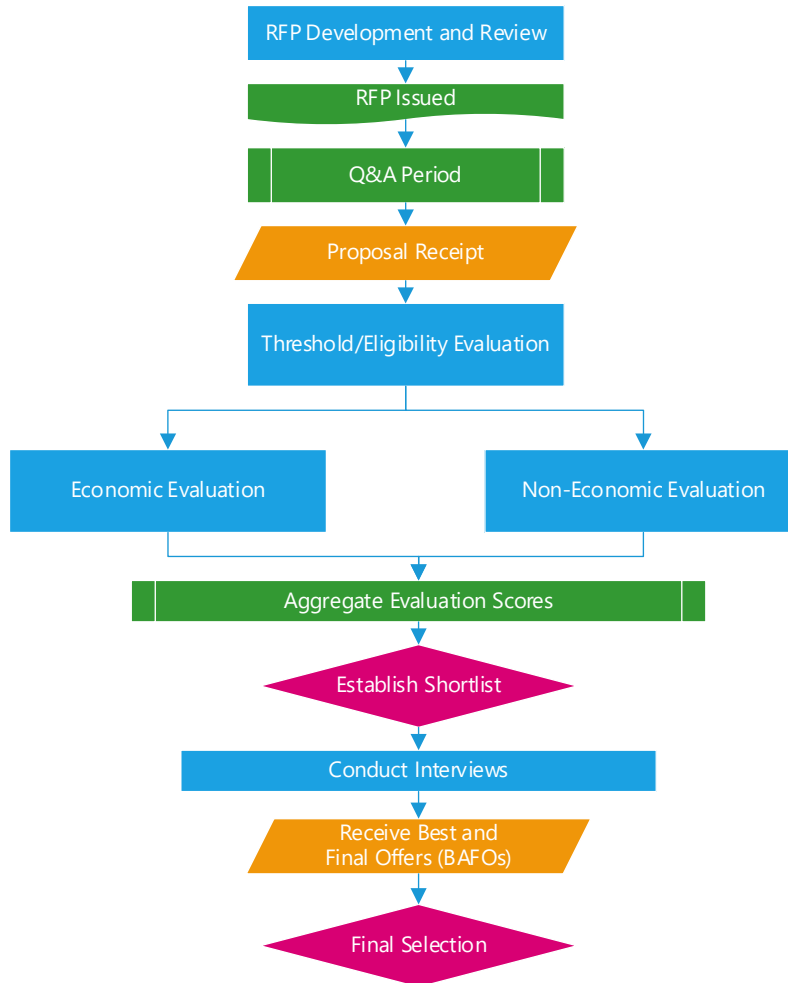 RFP Development and Review
RFP Issued
Q&A Period
Proposal Receipt
Threshold/Eligibility Evaluation
Economic Evaluation
Non-Economic Evaluation
Aggregate Evaluation Scores
Establish Shortlist
Conduct Interviews
Receive Best and
Final Offers (BAFOs)
Final Selection